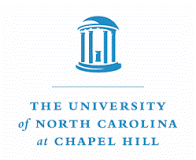 THE UNIVERSITY
of NORTH CAROLINA
at CHAPEL HILL